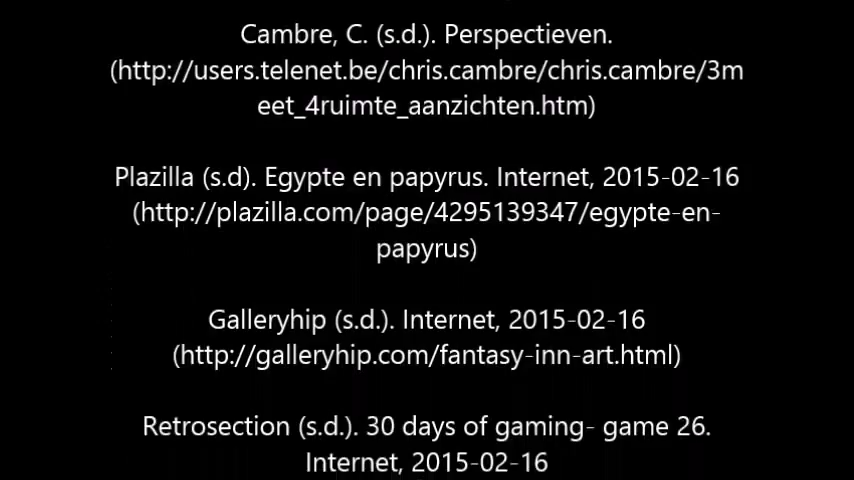 Cambre, C. (s.d.). Perspectieven.
(http://users.telenet.be/chris.cambre/chris.cambre/3m
eet_4ruimte_aanzichten.htm)
Plazilla (s.d). Egypte en papyrus. Internet, 2015-02-16
(http://plazilla.com/page/4295139347/egypte-en-
papyrus)
Galleryhip (s.d.). Internet, 2015-02-16
(http://galleryhip.com/fantasy-inn-art.html)
Retrosection (s.d.). 30 days of gaming- game 26.
Internet, 2015-02-16